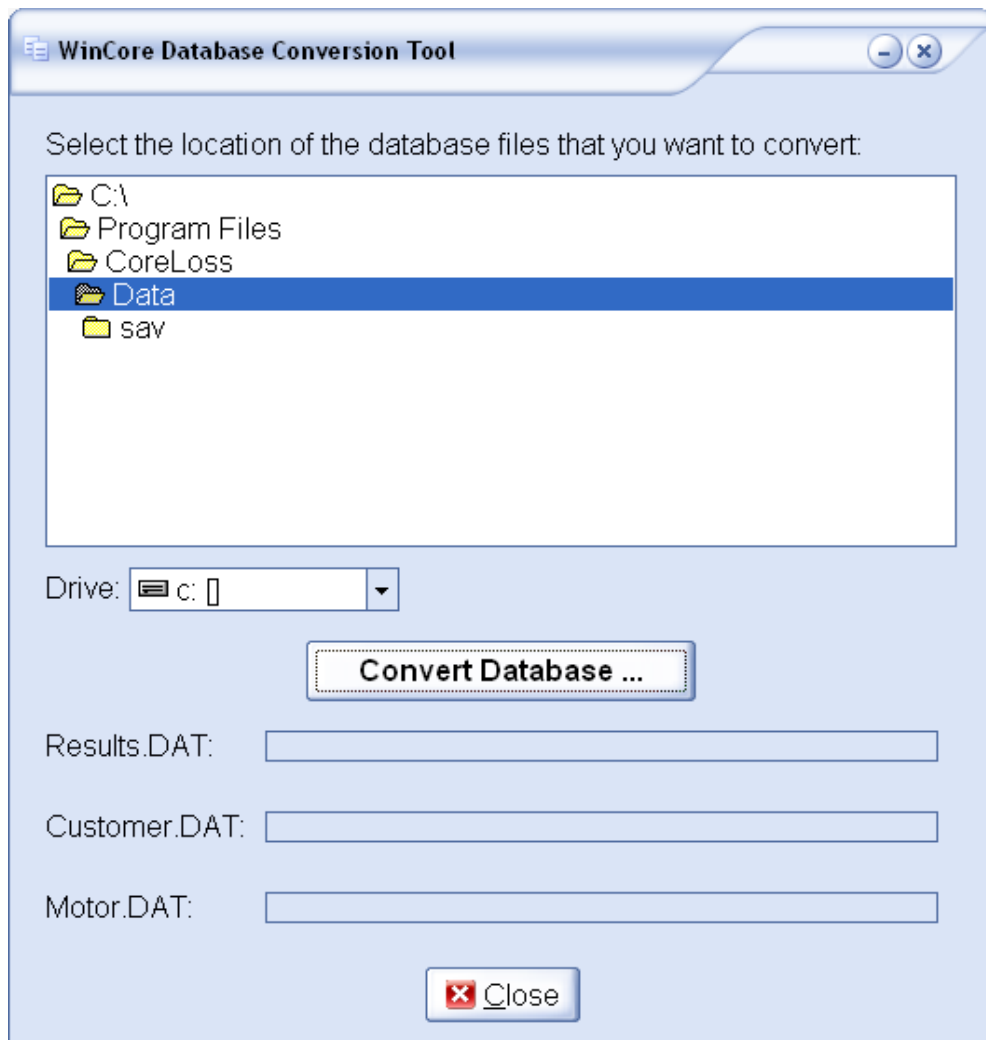 WinCore Database Conversion Tool
Select the location of the database files that you want to convert:
C:\
Program Files
CoreLoss
Data
sav
Drive: c: []
Convert Database ...
Results.DAT:
Customer.DAT:
Motor.DAT:
Close